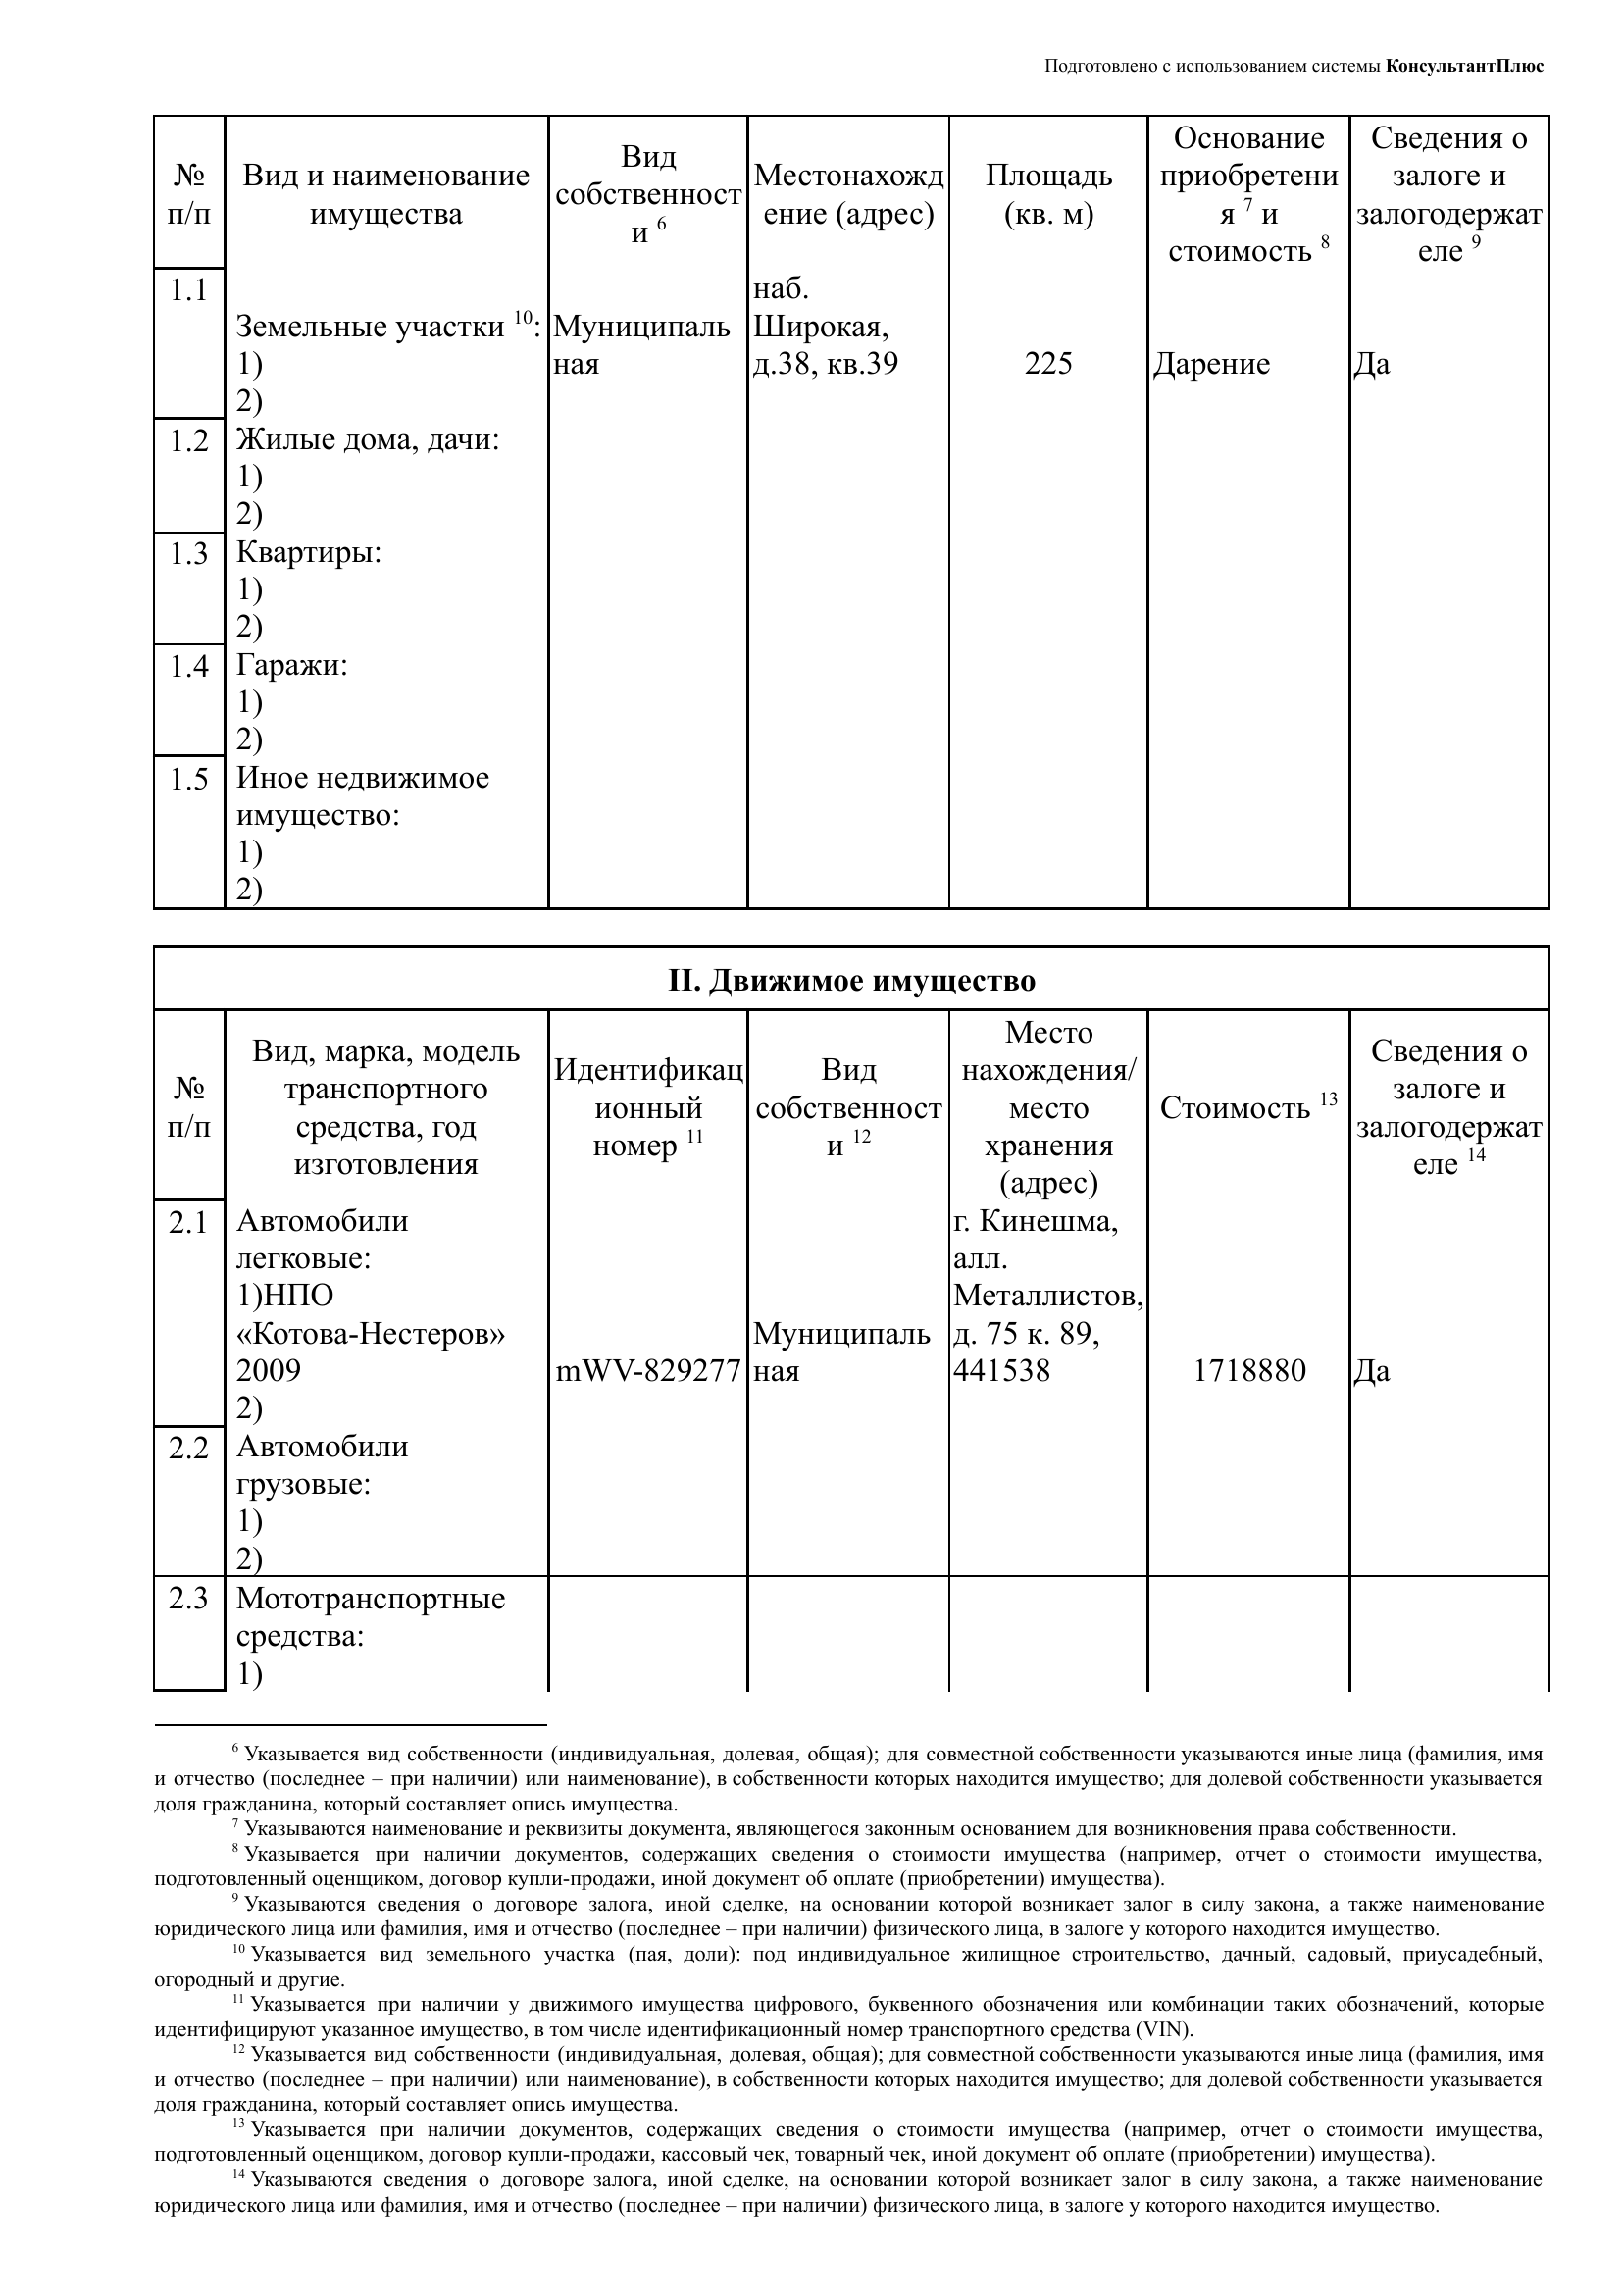 Подготовлено с использованием системы КонсультантПлюс
№
п/п
Вид и наименование
имущества
Вид
собственност
и 6
Местонахожд
ение (адрес)
Площадь
(кв. м)
Основание
приобретени
я 7 и
стоимость 8
Сведения о
залоге и
залогодержат
еле 9
1.1
Земельные участки 10:
1)
2)
Муниципаль
ная
наб.
Широкая,
д.38, кв.39
225
Дарение
Да
1.2
Жилые дома, дачи:
1)
2)
1.3
Квартиры:
1)
2)
1.4
Гаражи:
1)
2)
1.5
Иное недвижимое
имущество:
1)
2)
II. Движимое имущество
№
п/п
Вид, марка, модель
транспортного
средства, год
изготовления
Идентификац
ионный
номер 11
Вид
собственност
и 12
Место
нахождения/
место
хранения
(адрес)
Стоимость 13
Сведения о
залоге и
залогодержат
еле 14
2.1
Автомобили
легковые:
1)НПО
«Котова-Нестеров»
2009
2)
mWV-829277
Муниципаль
ная
г. Кинешма,
алл.
Металлистов,
д. 75 к. 89,
441538
1718880
Да
2.2
Автомобили
грузовые:
1)
2)
2.3
Мототранспортные
средства:
1)
6 Указывается вид собственности (индивидуальная, долевая, общая); для совместной собственности указываются иные лица (фамилия, имя
и отчество (последнее – при наличии) или наименование), в собственности которых находится имущество; для долевой собственности указывается
доля гражданина, который составляет опись имущества.
7 Указываются наименование и реквизиты документа, являющегося законным основанием для возникновения права собственности.
8 Указывается при наличии документов, содержащих сведения о стоимости имущества (например, отчет о стоимости имущества,
подготовленный оценщиком, договор купли-продажи, иной документ об оплате (приобретении) имущества).
9 Указываются сведения о договоре залога, иной сделке, на основании которой возникает залог в силу закона, а также наименование
юридического лица или фамилия, имя и отчество (последнее – при наличии) физического лица, в залоге у которого находится имущество.
10 Указывается вид земельного участка (пая, доли): под индивидуальное жилищное строительство, дачный, садовый, приусадебный,
огородный и другие.
11 Указывается при наличии у движимого имущества цифрового, буквенного обозначения или комбинации таких обозначений, которые
идентифицируют указанное имущество, в том числе идентификационный номер транспортного средства (VIN).
12 Указывается вид собственности (индивидуальная, долевая, общая); для совместной собственности указываются иные лица (фамилия, имя
и отчество (последнее – при наличии) или наименование), в собственности которых находится имущество; для долевой собственности указывается
доля гражданина, который составляет опись имущества.
13 Указывается при наличии документов, содержащих сведения о стоимости имущества (например, отчет о стоимости имущества,
подготовленный оценщиком, договор купли-продажи, кассовый чек, товарный чек, иной документ об оплате (приобретении) имущества).
14 Указываются сведения о договоре залога, иной сделке, на основании которой возникает залог в силу закона, а также наименование
юридического лица или фамилия, имя и отчество (последнее – при наличии) физического лица, в залоге у которого находится имущество.